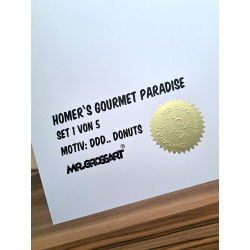 HOMER'S GOURMET PARADISE
SET 1 VON 5
MOTIV: DDD.. DONUTS
MR.GROSSART